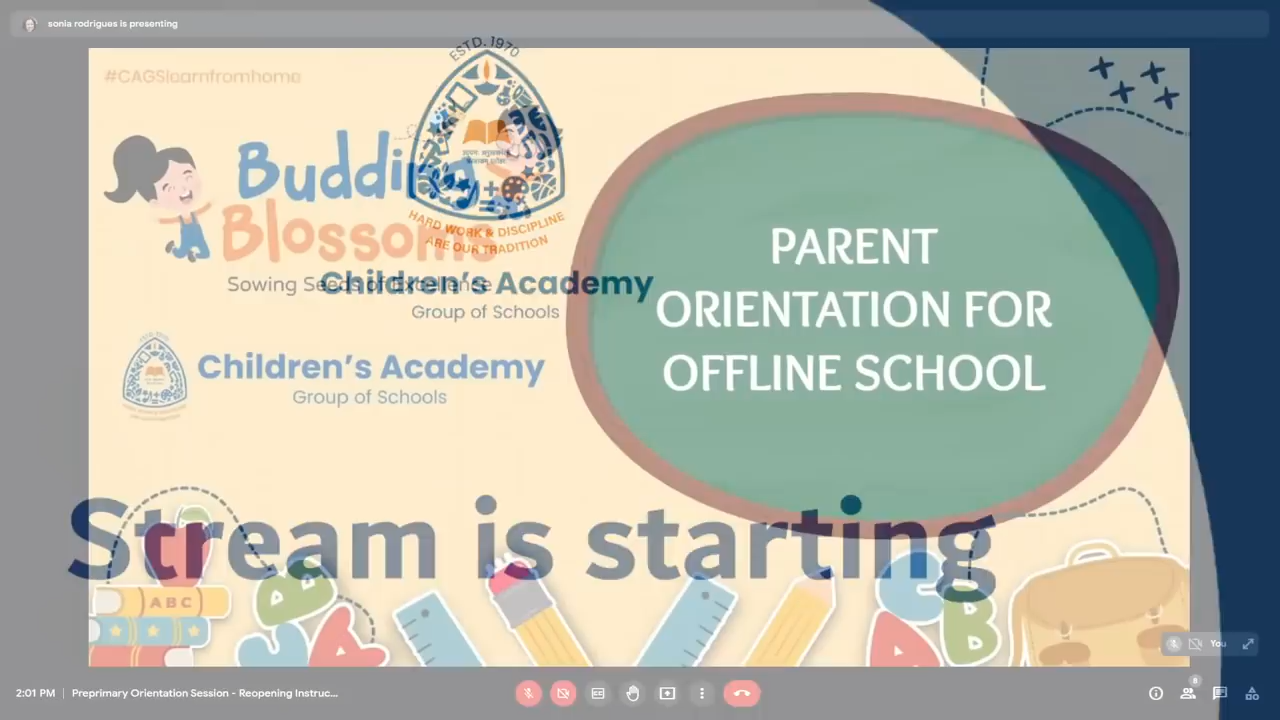 sonia rodrigues is presenting
#CAGSlearnfromhome
ESTD. 1970
Budding
Blossoms
HARD WORK & DISCIPLINE
ARE OUR TRADITION
Sowing Seeds of Excellence
Children's Academy
Group of Schools
Children's Academy
Group of Schools
PARENT
ORIENTATION FOR
OFFLINE SCHOOL
Stream is starting
ABC
You
2:01 PM | Preprimary Orientation Session - Reopening Instruc...
8